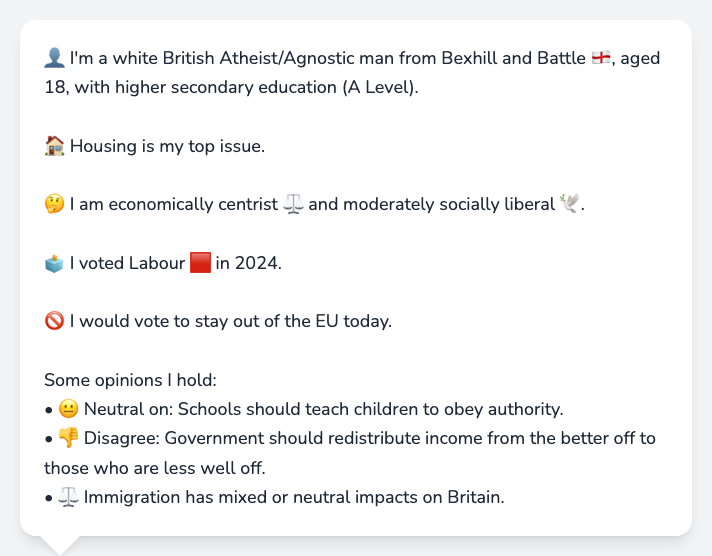 👤 I'm a white British Atheist/Agnostic man from Bexhill and Battle 🏴󠁧󠁢󠁥󠁮󠁧󠁿, aged
18, with higher secondary education (A Level).
🏠 Housing is my top issue.
🤔 I am economically centrist ⚖️ and moderately socially liberal 🕊️.
🗳️ I voted Labour 🟥 in 2024.
🚫 I would vote to stay out of the EU today.
Some opinions I hold:
• 😐 Neutral on: Schools should teach children to obey authority.
• 👎 Disagree: Government should redistribute income from the better off to
those who are less well off.
• ⚖️ Immigration has mixed or neutral impacts on Britain.